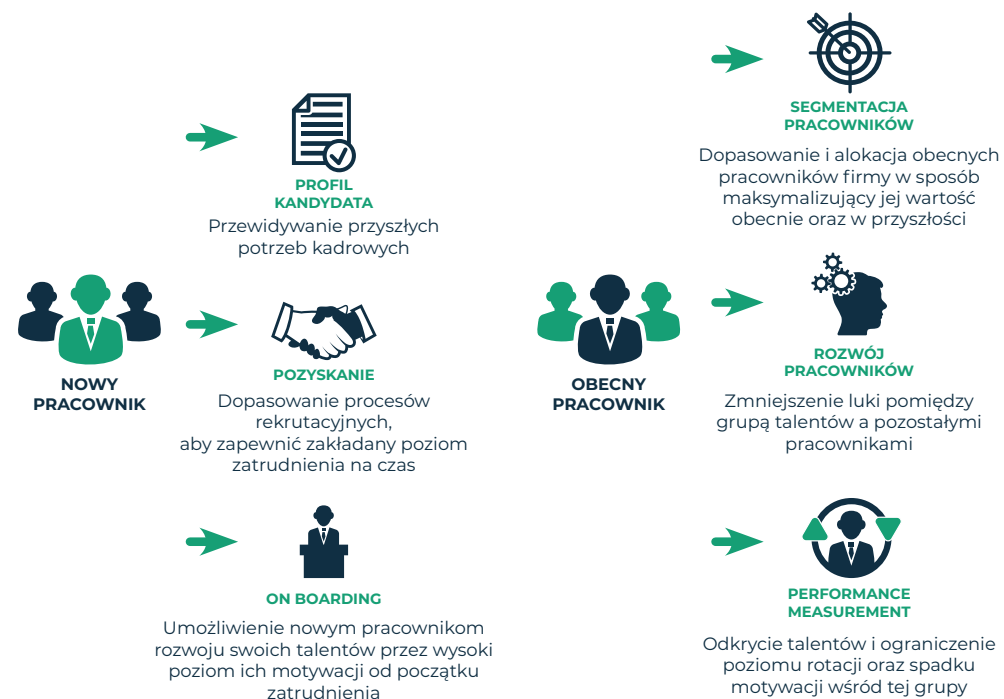 NOWY
PRACOWNIK
PROFIL
KANDYDATA
Przewidywanie przyszłych
potrzeb kadrowych
POZYSKANIE
Dopasowanie procesów
rekrutacyjnych,
aby zapewnić zakładany poziom
zatrudnienia na czas
ON BOARDING
Umożliwienie nowym pracownikom
rozwoju swoich talentów przez wysoki
poziom ich motywacji od początku
zatrudnienia
OBECNY
PRACOWNIK
SEGMENTACJA
PRACOWNIKÓW
Dopasowanie i alokacja obecnych
pracowników firmy w sposób
maksymalizujący jej wartość
obecnie oraz w przyszłości
ROZWÓJ
PRACOWNIKÓW
Zmniejszenie luki pomiędzy
grupą talentów a pozostałymi
pracownikami
PERFORMANCE
MEASUREMENT
Odkrycie talentów i ograniczenie
poziomu rotacji oraz spadku
motywacji wśród tej grupy